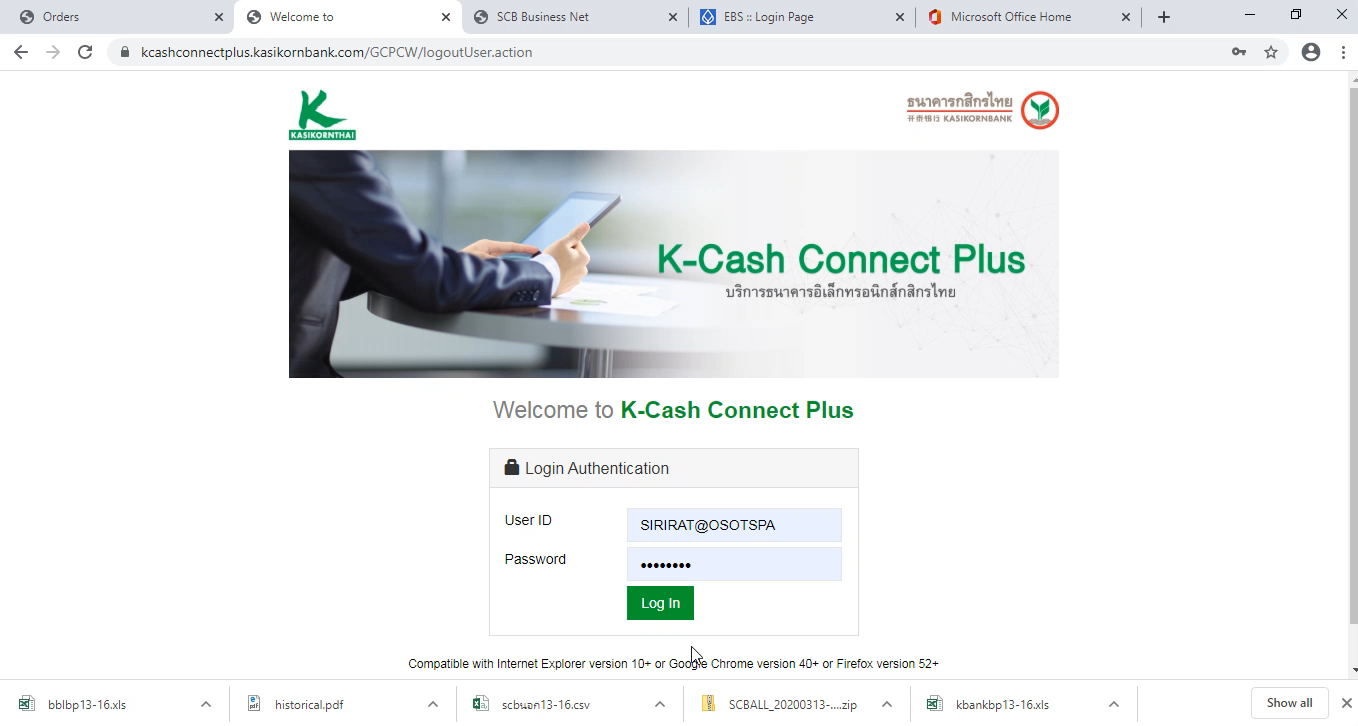 Orders
Welcome to
SCB Business Net
EBS :: Login Page
Microsoft Office Home
kcashconnectplus.kasikornbank.com/GCPCW/logoutUser.action
K
KASIKORNTHAI
ธนาคารกสิกรไทย
开泰银行 KASIKORNBANK
K-Cash Connect Plus
บริการธนาคารอิเล็กทรอนิกส์กสิกรไทย
Welcome to K-Cash Connect Plus
Login Authentication
User ID
SIRIRAT@OSOTSPA
Password
••••••••
Log In
Compatible with Internet Explorer version 10+ or Google Chrome version 40+ or Firefox version 52+
bblbp13-16.xls
historical.pdf
scbนอก13-16.csv
SCBALL_20200313-....zip
kbankbp13-16.xls
Show all